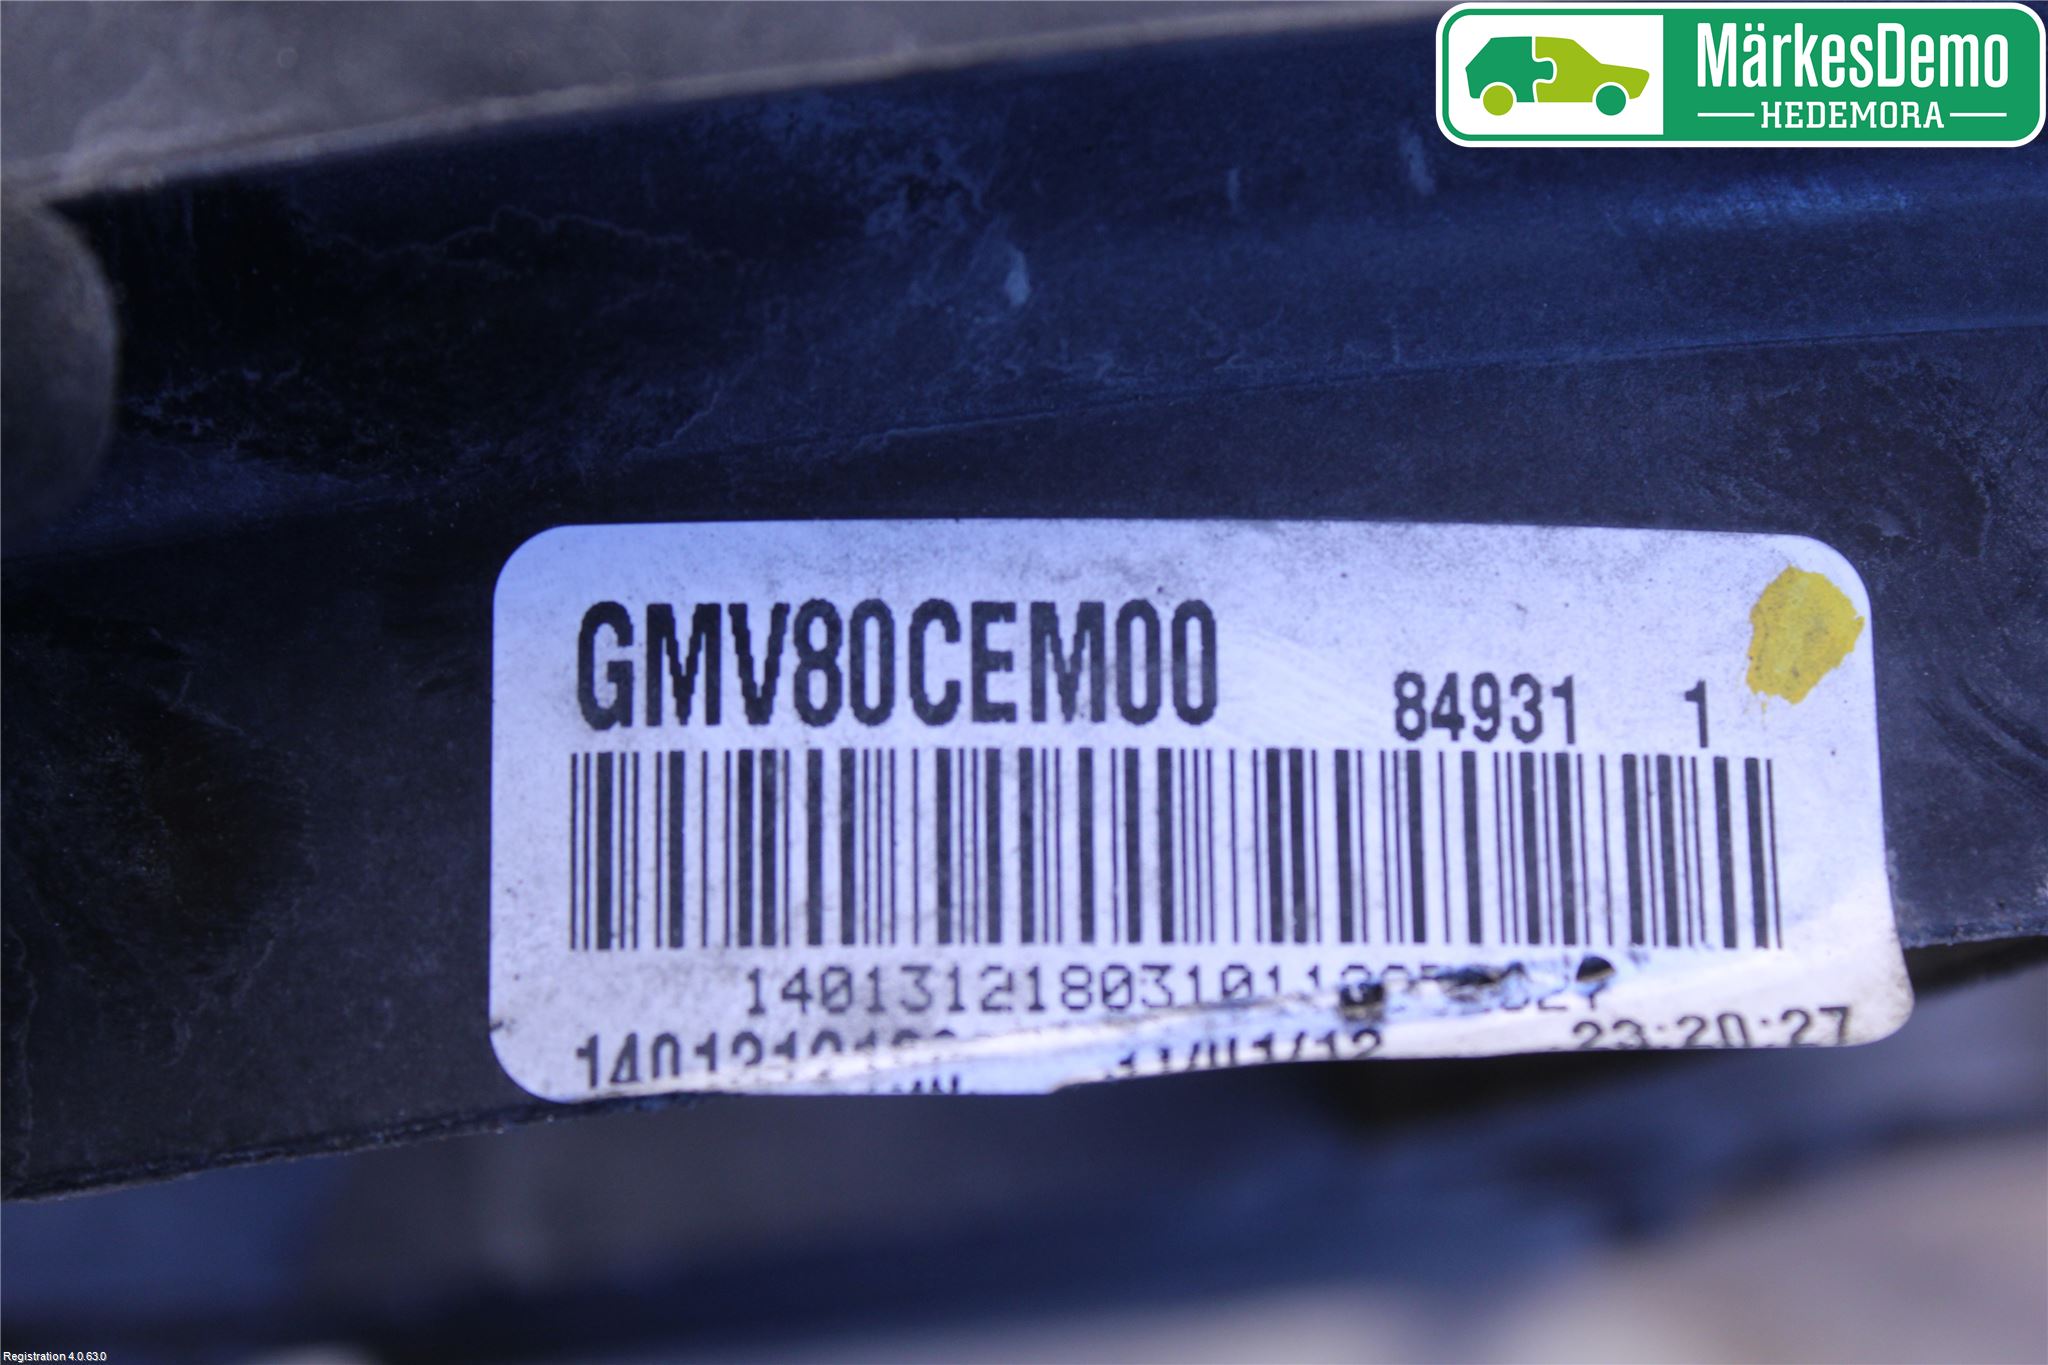 MärkesDemo
HEDEMORA
GMV80CEM00
84931 1
23:20:27
Registration 4.0.63.0